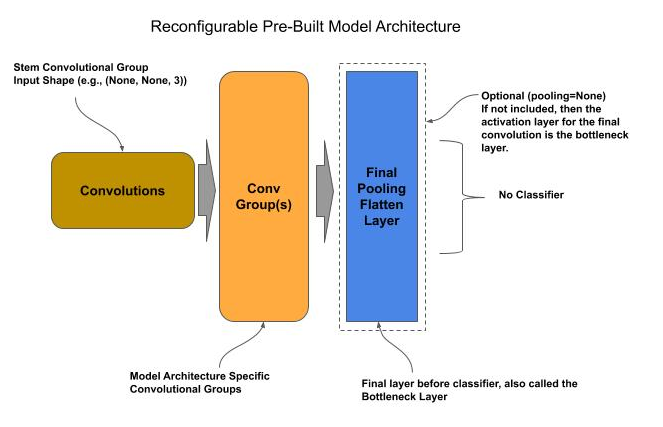 Reconfigurable Pre-Built Model Architecture
Stem Convolutional Group
Input Shape (e.g., (None, None, 3))
Optional (pooling=None)
If not included, then the
activation layer for the final
convolution is the bottleneck
layer.
Convolutions
Conv
Group(s)
Final
Pooling
Flatten
Layer
No Classifier
Model Architecture Specific
Convolutional Groups
Final layer before classifier, also called the
Bottleneck Layer